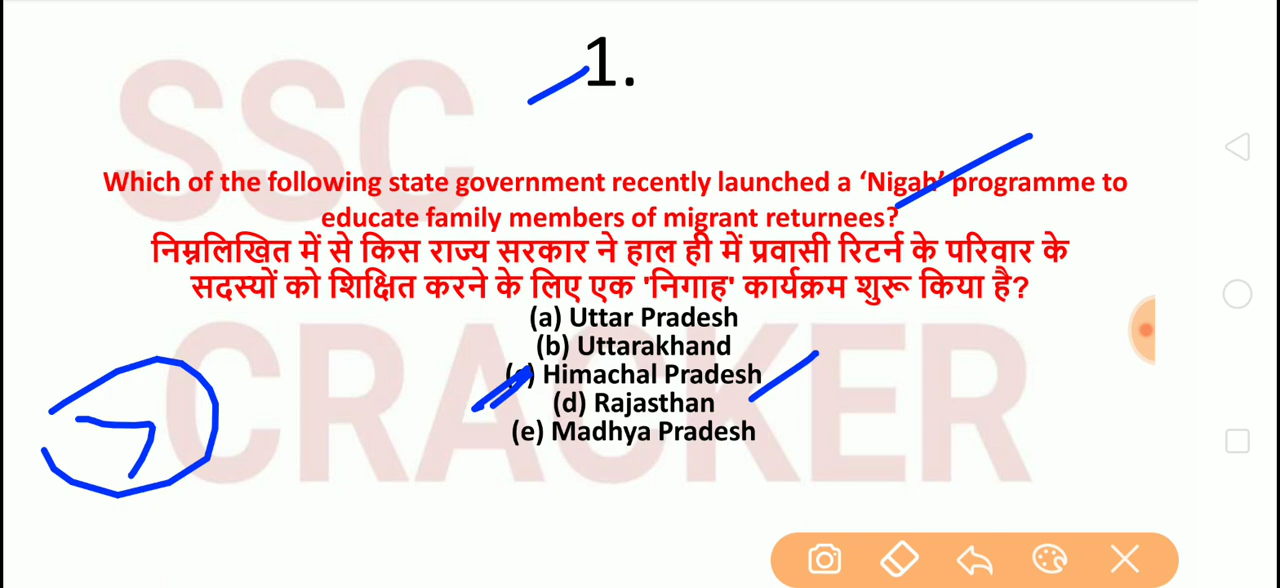 1.
Which of the following state government recently launched a ‘Nigah’ programme to
educate family members of migrant returnees?
निम्नलिखित में से किस राज्य सरकार ने हाल ही में प्रवासी रिटर्न के परिवार के
सदस्यों को शिक्षित करने के लिए एक 'निगाह' कार्यक्रम शुरू किया है?
(a) Uttar Pradesh
(b) Uttarakhand
(c) Himachal Pradesh
(d) Rajasthan
(e) Madhya Pradesh
SSC
CRACKER